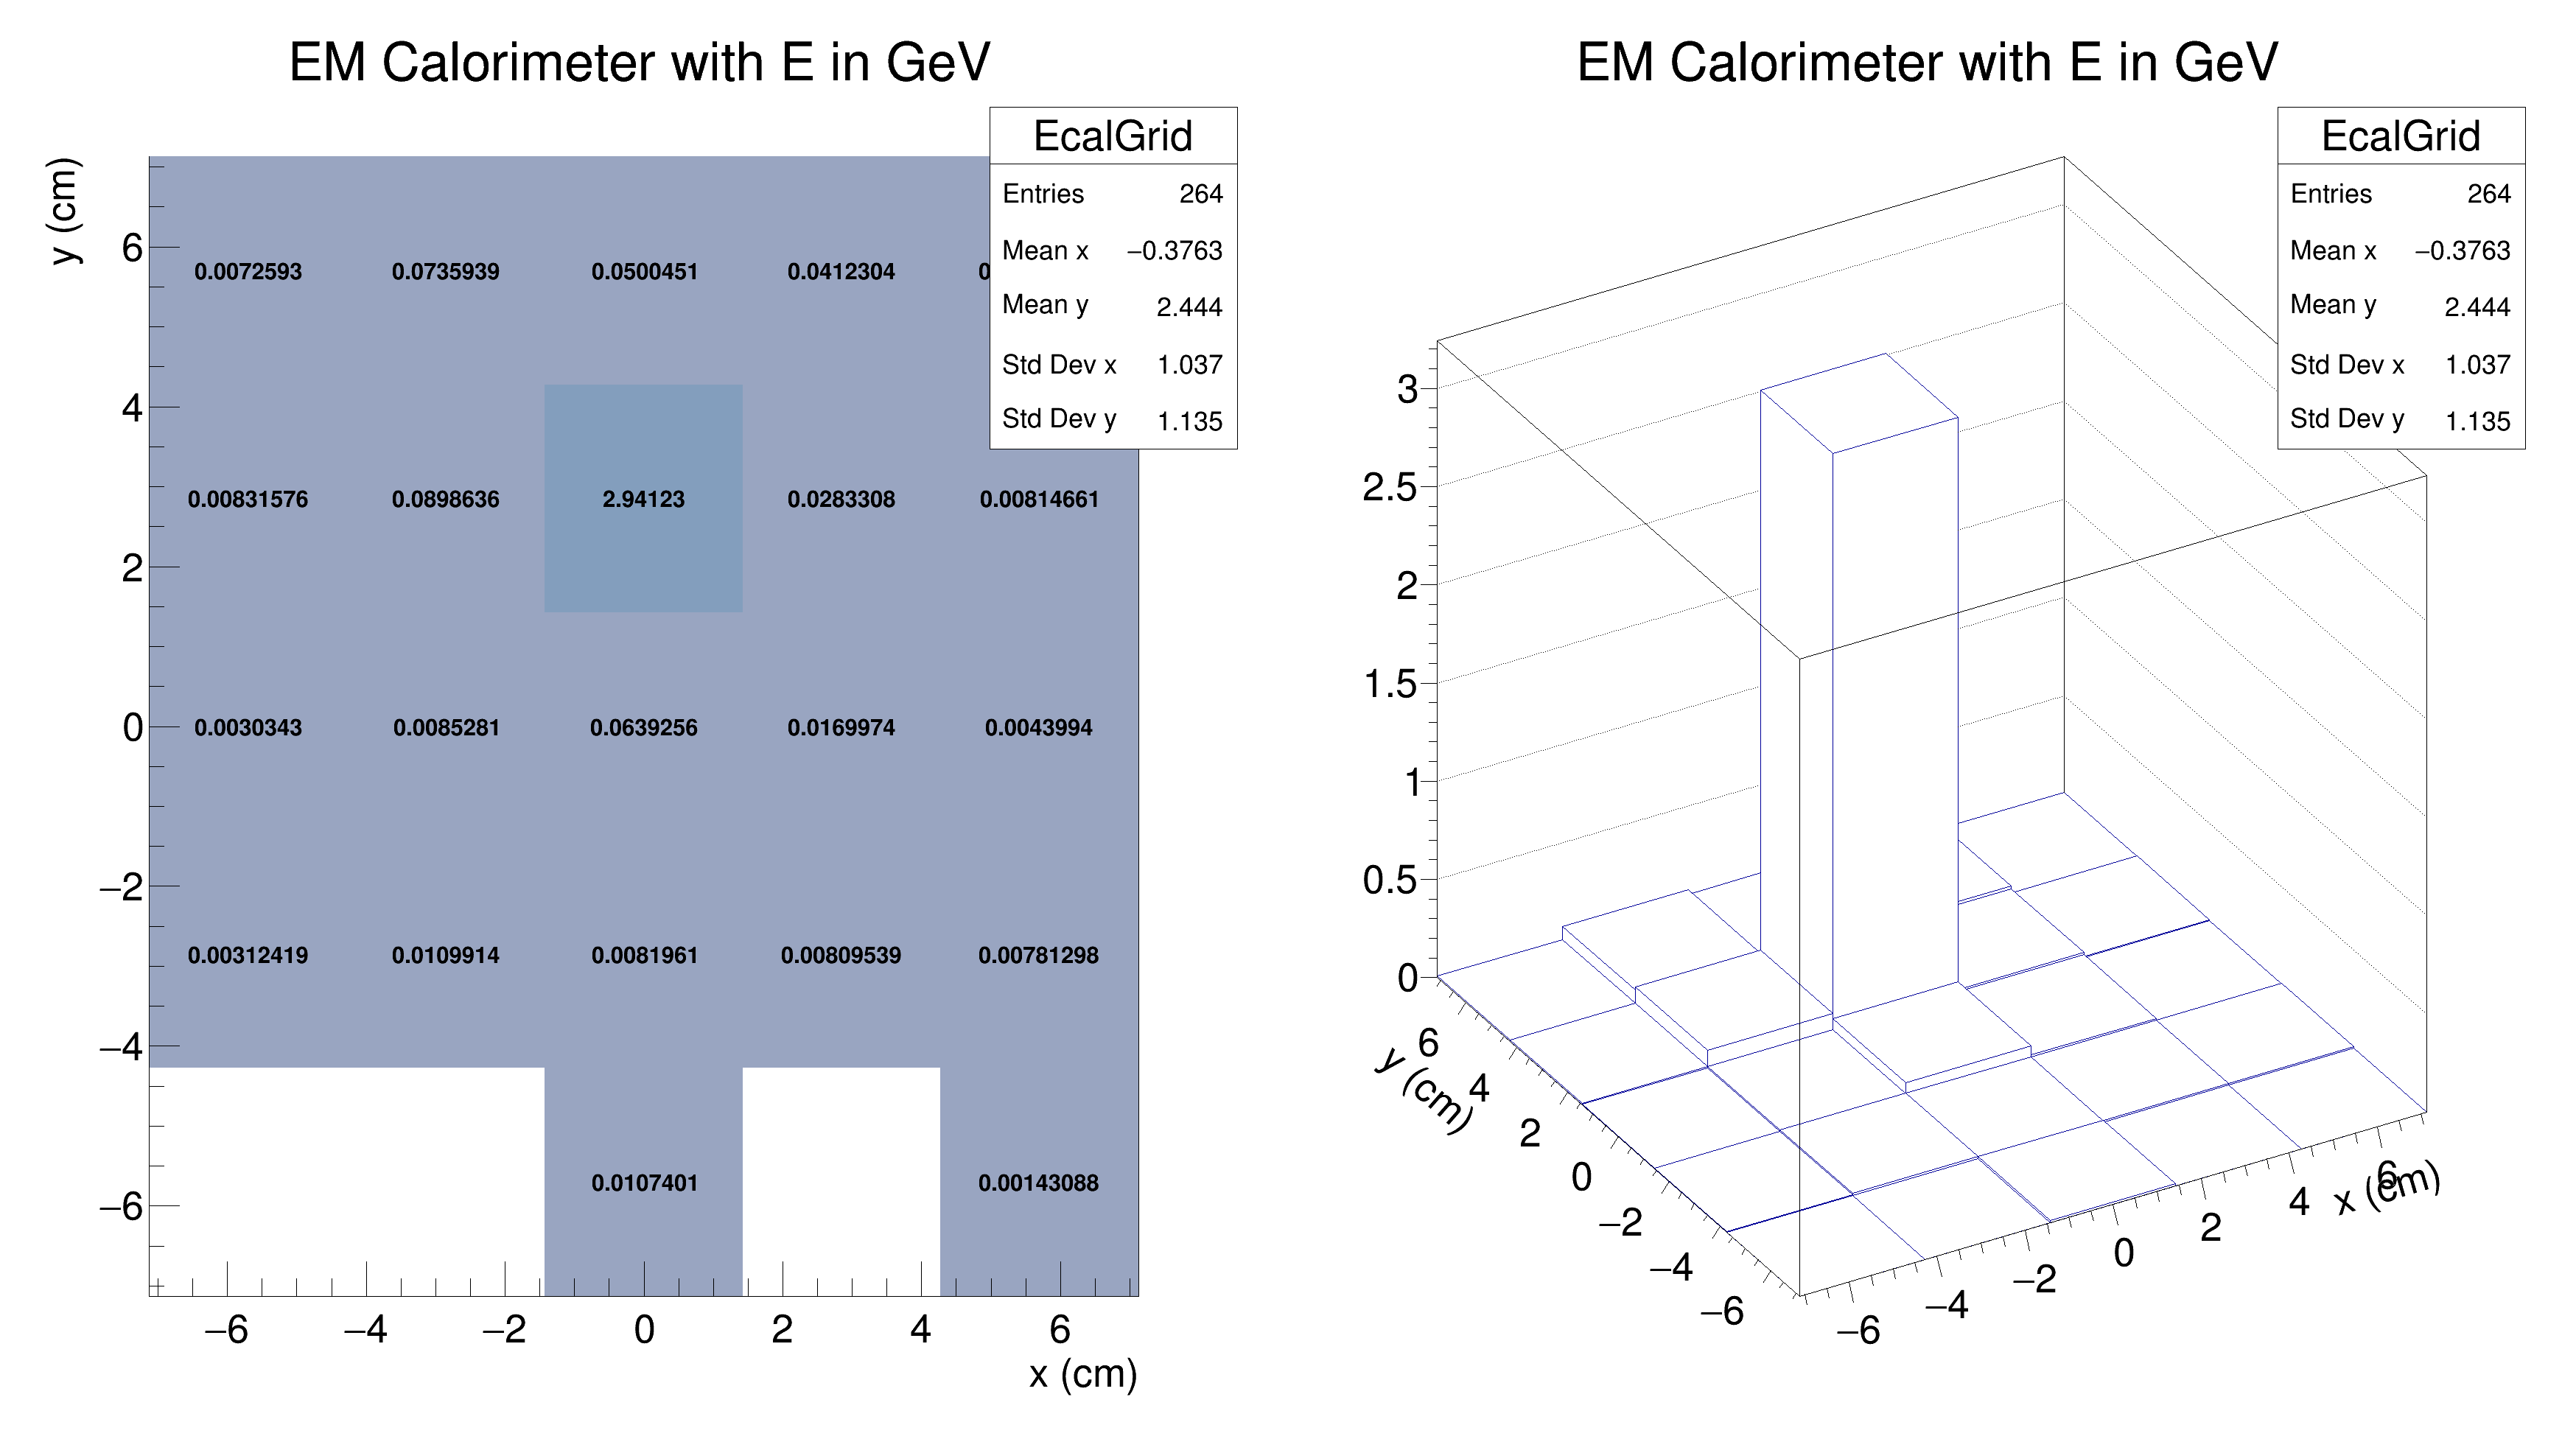 EM Calorimeter with E in GeV
EcalGrid
Entries 264
Mean x −0.3763
Mean y 2.444
Std Dev x 1.037
Std Dev y 1.135
y (cm)
6
4
2
0
−2
−4
−6
0.0072593 0.0735939 0.0500451 0.0412304
0.00831576 0.0898636 2.94123 0.0283308 0.00814661
0.0030343 0.0085281 0.0639256 0.0169974 0.0043994
0.00312419 0.0109914 0.0081961 0.00809539 0.00781298
0.0107401 0.00143088
−6 −4 −2 0 2 4 6
x (cm)
EM Calorimeter with E in GeV
EcalGrid
Entries 264
Mean x −0.3763
Mean y 2.444
Std Dev x 1.037
Std Dev y 1.135
3
2.5
2
1.5
1
0.5
0
6
4
2
0
−2
−4
−6
y (cm)
−6
−4
−2
0
2
4
6
x (cm)